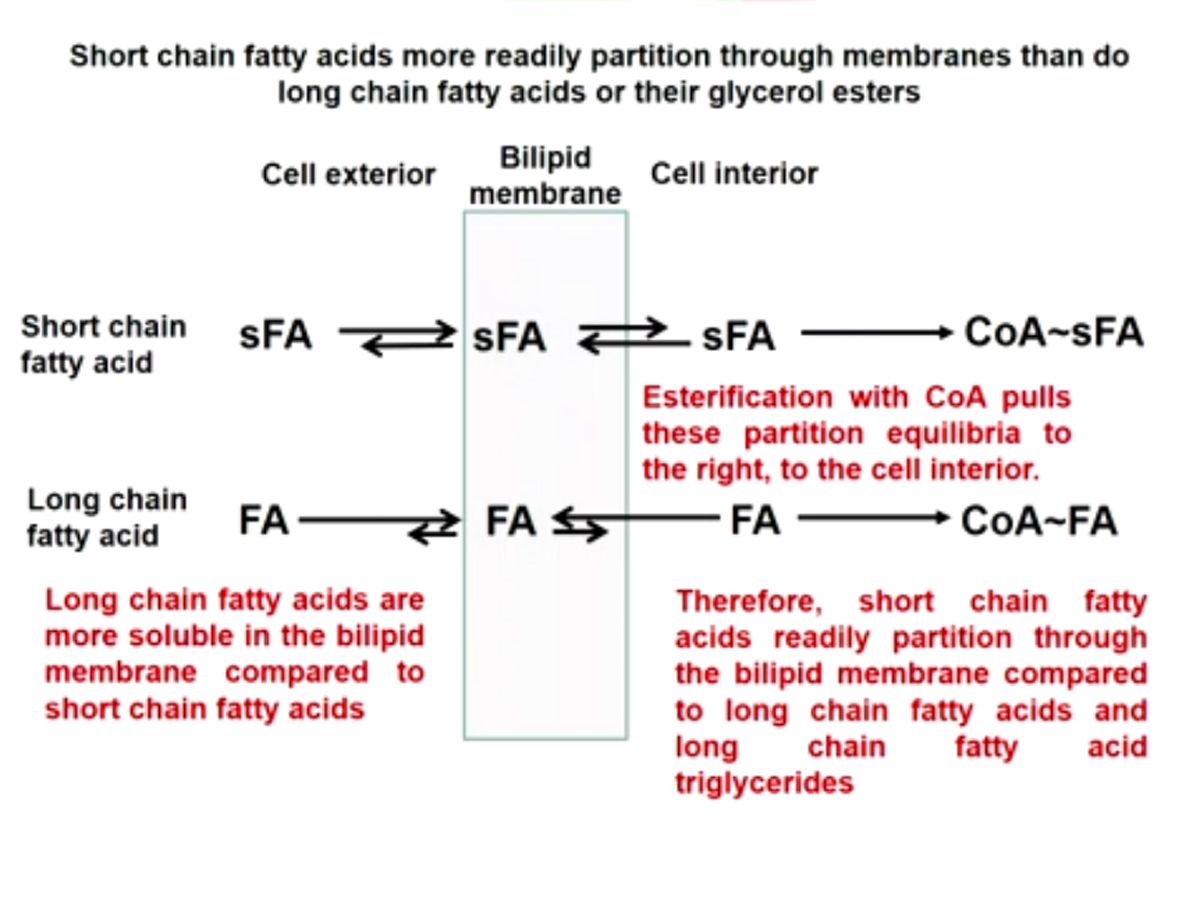 Short chain fatty acids more readily partition through membranes than do
long chain fatty acids or their glycerol esters
Cell exterior
Bilipid
membrane
Cell interior
Short chain
fatty acid
sFA
sFA
sFA
CoA~sFA
Esterification with CoA pulls
these partition equilibria to
the right, to the cell interior.
Long chain
fatty acid
FA
FA
FA
CoA~FA
Long chain fatty acids are
more soluble in the bilipid
membrane compared to
short chain fatty acids
Therefore, short chain fatty
acids readily partition through
the bilipid membrane compared
to long chain fatty acids and
long chain fatty acid
triglycerides